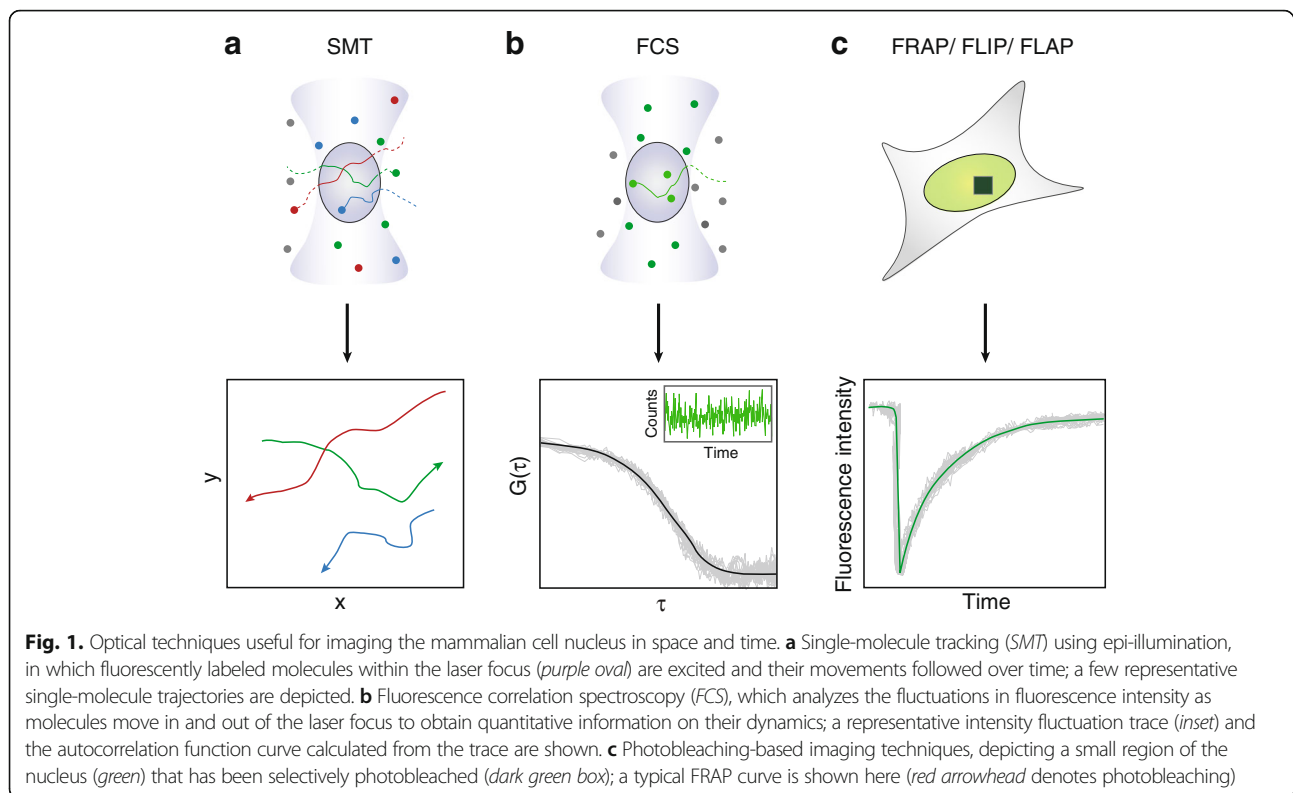 a SMT
b FCS
c FRAP/ FLIP/ FLAP
y
x
G(τ)
Counts
Time
τ
Fluorescence intensity
Time
Fig. 1. Optical techniques useful for imaging the mammalian cell nucleus in space and time. a Single-molecule tracking (SMT) using epi-illumination,
in which fluorescently labeled molecules within the laser focus (purple oval) are excited and their movements followed over time; a few representative
single-molecule trajectories are depicted. b Fluorescence correlation spectroscopy (FCS), which analyzes the fluctuations in fluorescence intensity as
molecules move in and out of the laser focus to obtain quantitative information on their dynamics; a representative intensity fluctuation trace (inset) and
the autocorrelation function curve calculated from the trace are shown. c Photobleaching-based imaging techniques, depicting a small region of the
nucleus (green) that has been selectively photobleached (dark green box); a typical FRAP curve is shown here (red arrowhead denotes photobleaching)